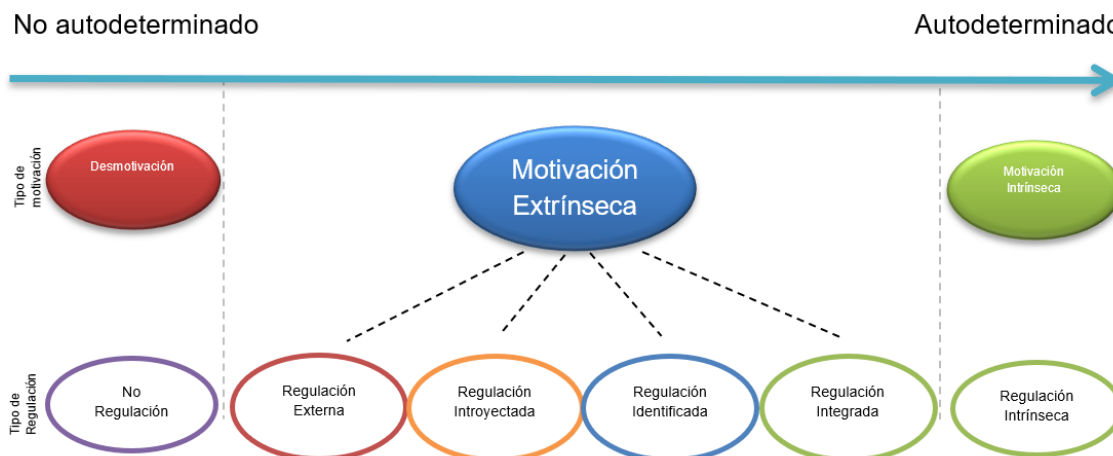 No autodeterminado
Autodeterminado
Tipo de
motivación
Desmotivación
Motivación
Extrínseca
Motivación
Intrínseca
Tipo de
Regulación
No
Regulación
Regulación
Externa
Regulación
Introyectada
Regulación
Identificada
Regulación
Integrada
Regulación
Intrínseca